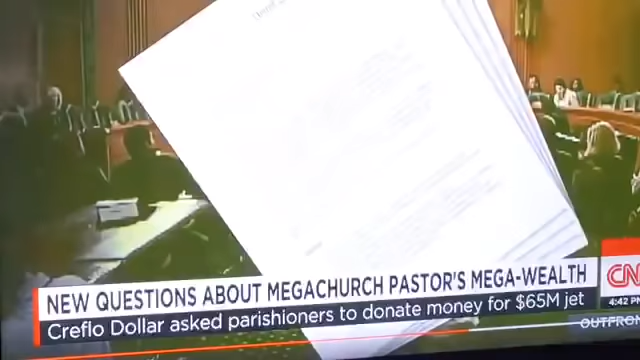 NEW QUESTIONS ABOUT MEGACHURCH PASTOR'S MEGA-WEALTH
Creflo Dollar asked parishioners to donate money for $65M jet
CNN
4:42 PM
OUTFRON